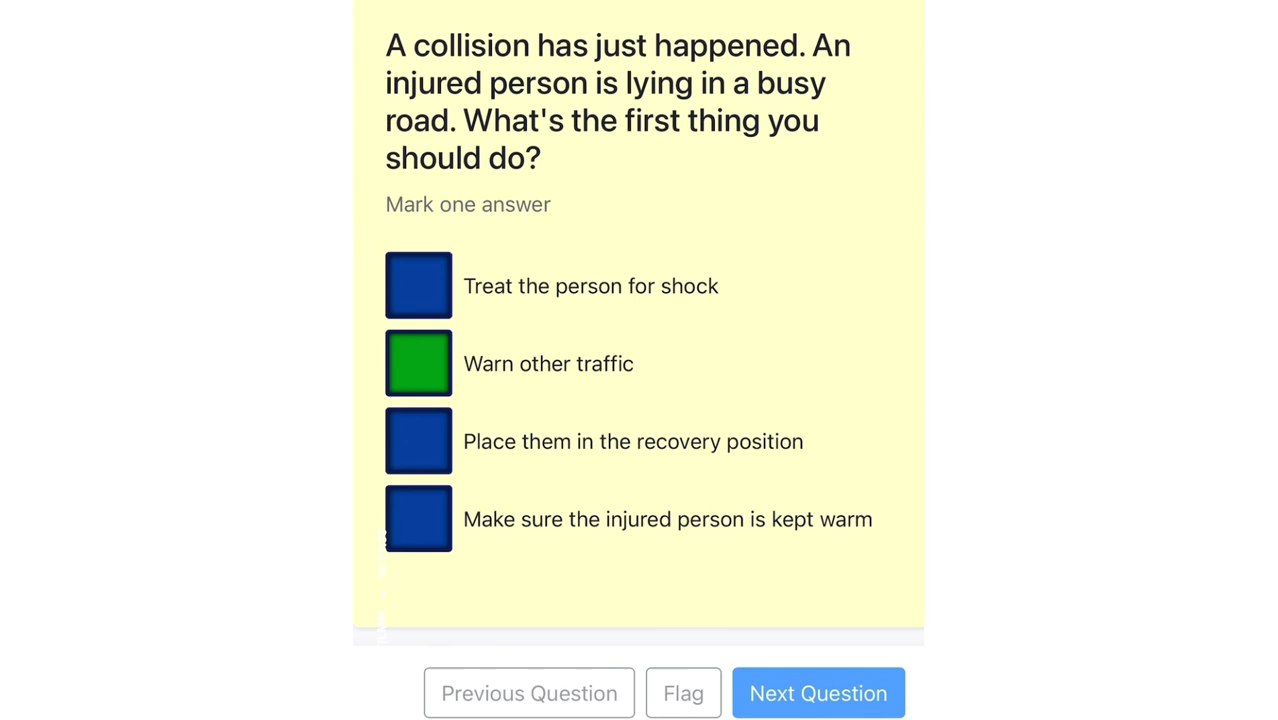 A collision has just happened. An
injured person is lying in a busy
road. What's the first thing you
should do?
Mark one answer
Treat the person for shock
Warn other traffic
Place them in the recovery position
Make sure the injured person is kept warm
Previous Question
Flag
Next Question